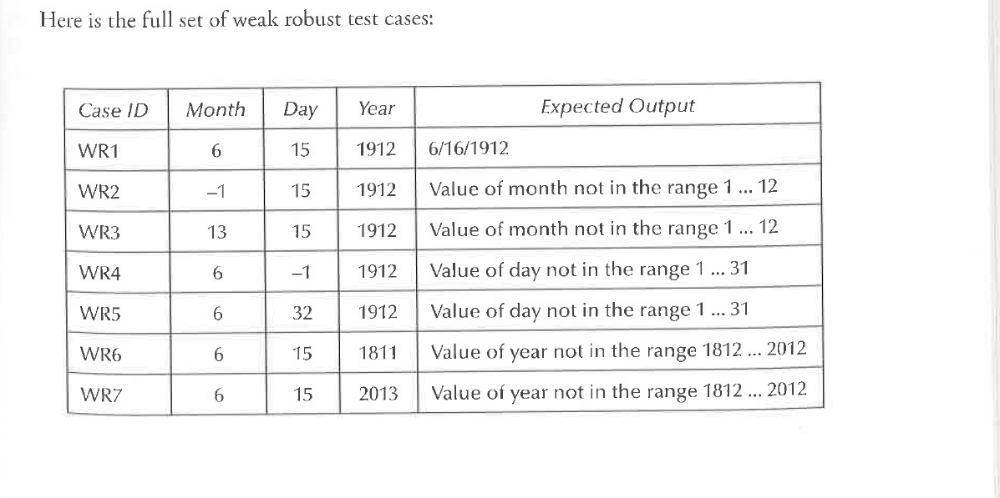 Here is the full set of weak robust test cases:
Case ID Month Day Year Expected Output
WR1 6 15 1912 6/16/1912
WR2 –1 15 1912 Value of month not in the range 1 ... 12
WR3 13 15 1912 Value of month not in the range 1 ... 12
WR4 6 –1 1912 Value of day not in the range 1 ... 31
WR5 6 32 1912 Value of day not in the range 1 ... 31
WR6 6 15 1811 Value of year not in the range 1812 ... 2012
WR7 6 15 2013 Value of year not in the range 1812 ... 2012